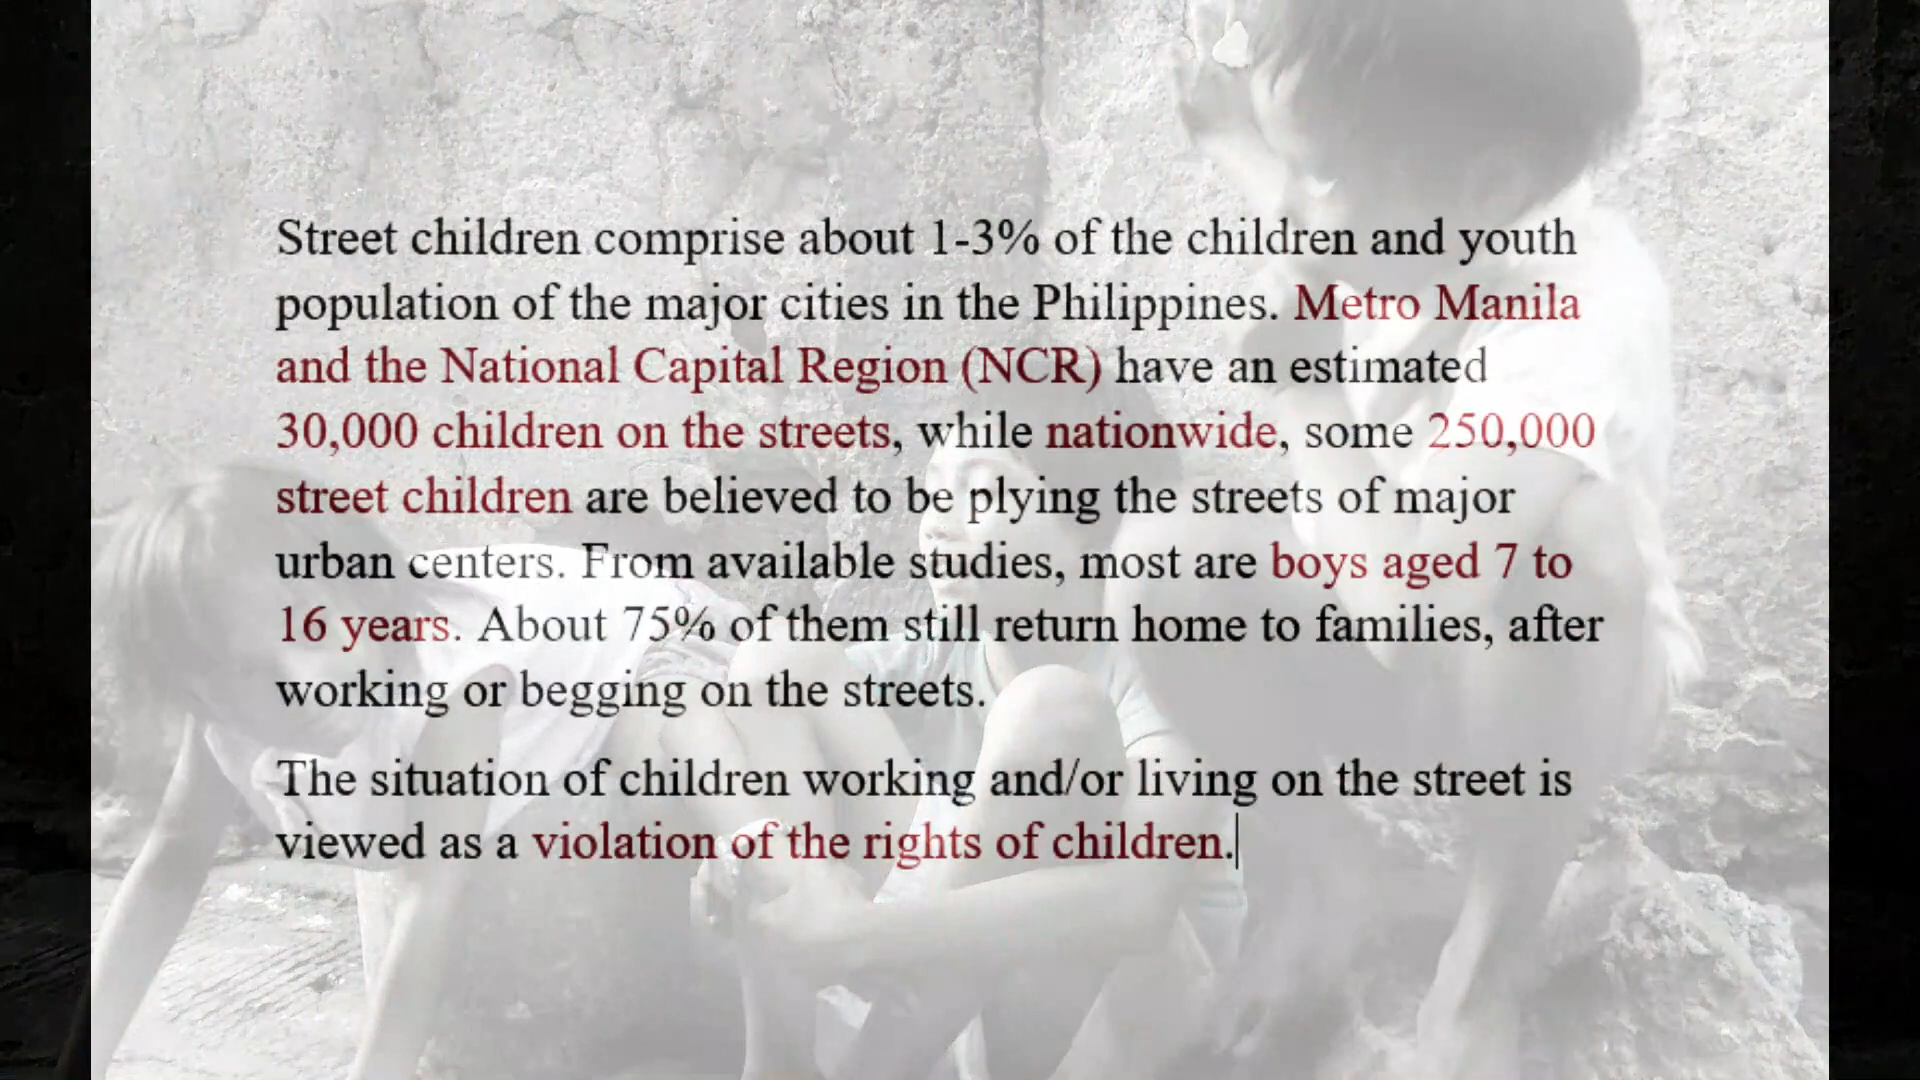 Street children comprise about 1-3% of the children and youth
population of the major cities in the Philippines. Metro Manila
and the National Capital Region (NCR) have an estimated
30,000 children on the streets, while nationwide, some 250,000
street children are believed to be plying the streets of major
urban centers. From available studies, most are boys aged 7 to
16 years. About 75% of them still return home to families, after
working or begging on the streets.
The situation of children working and/or living on the street is
viewed as a violation of the rights of children.